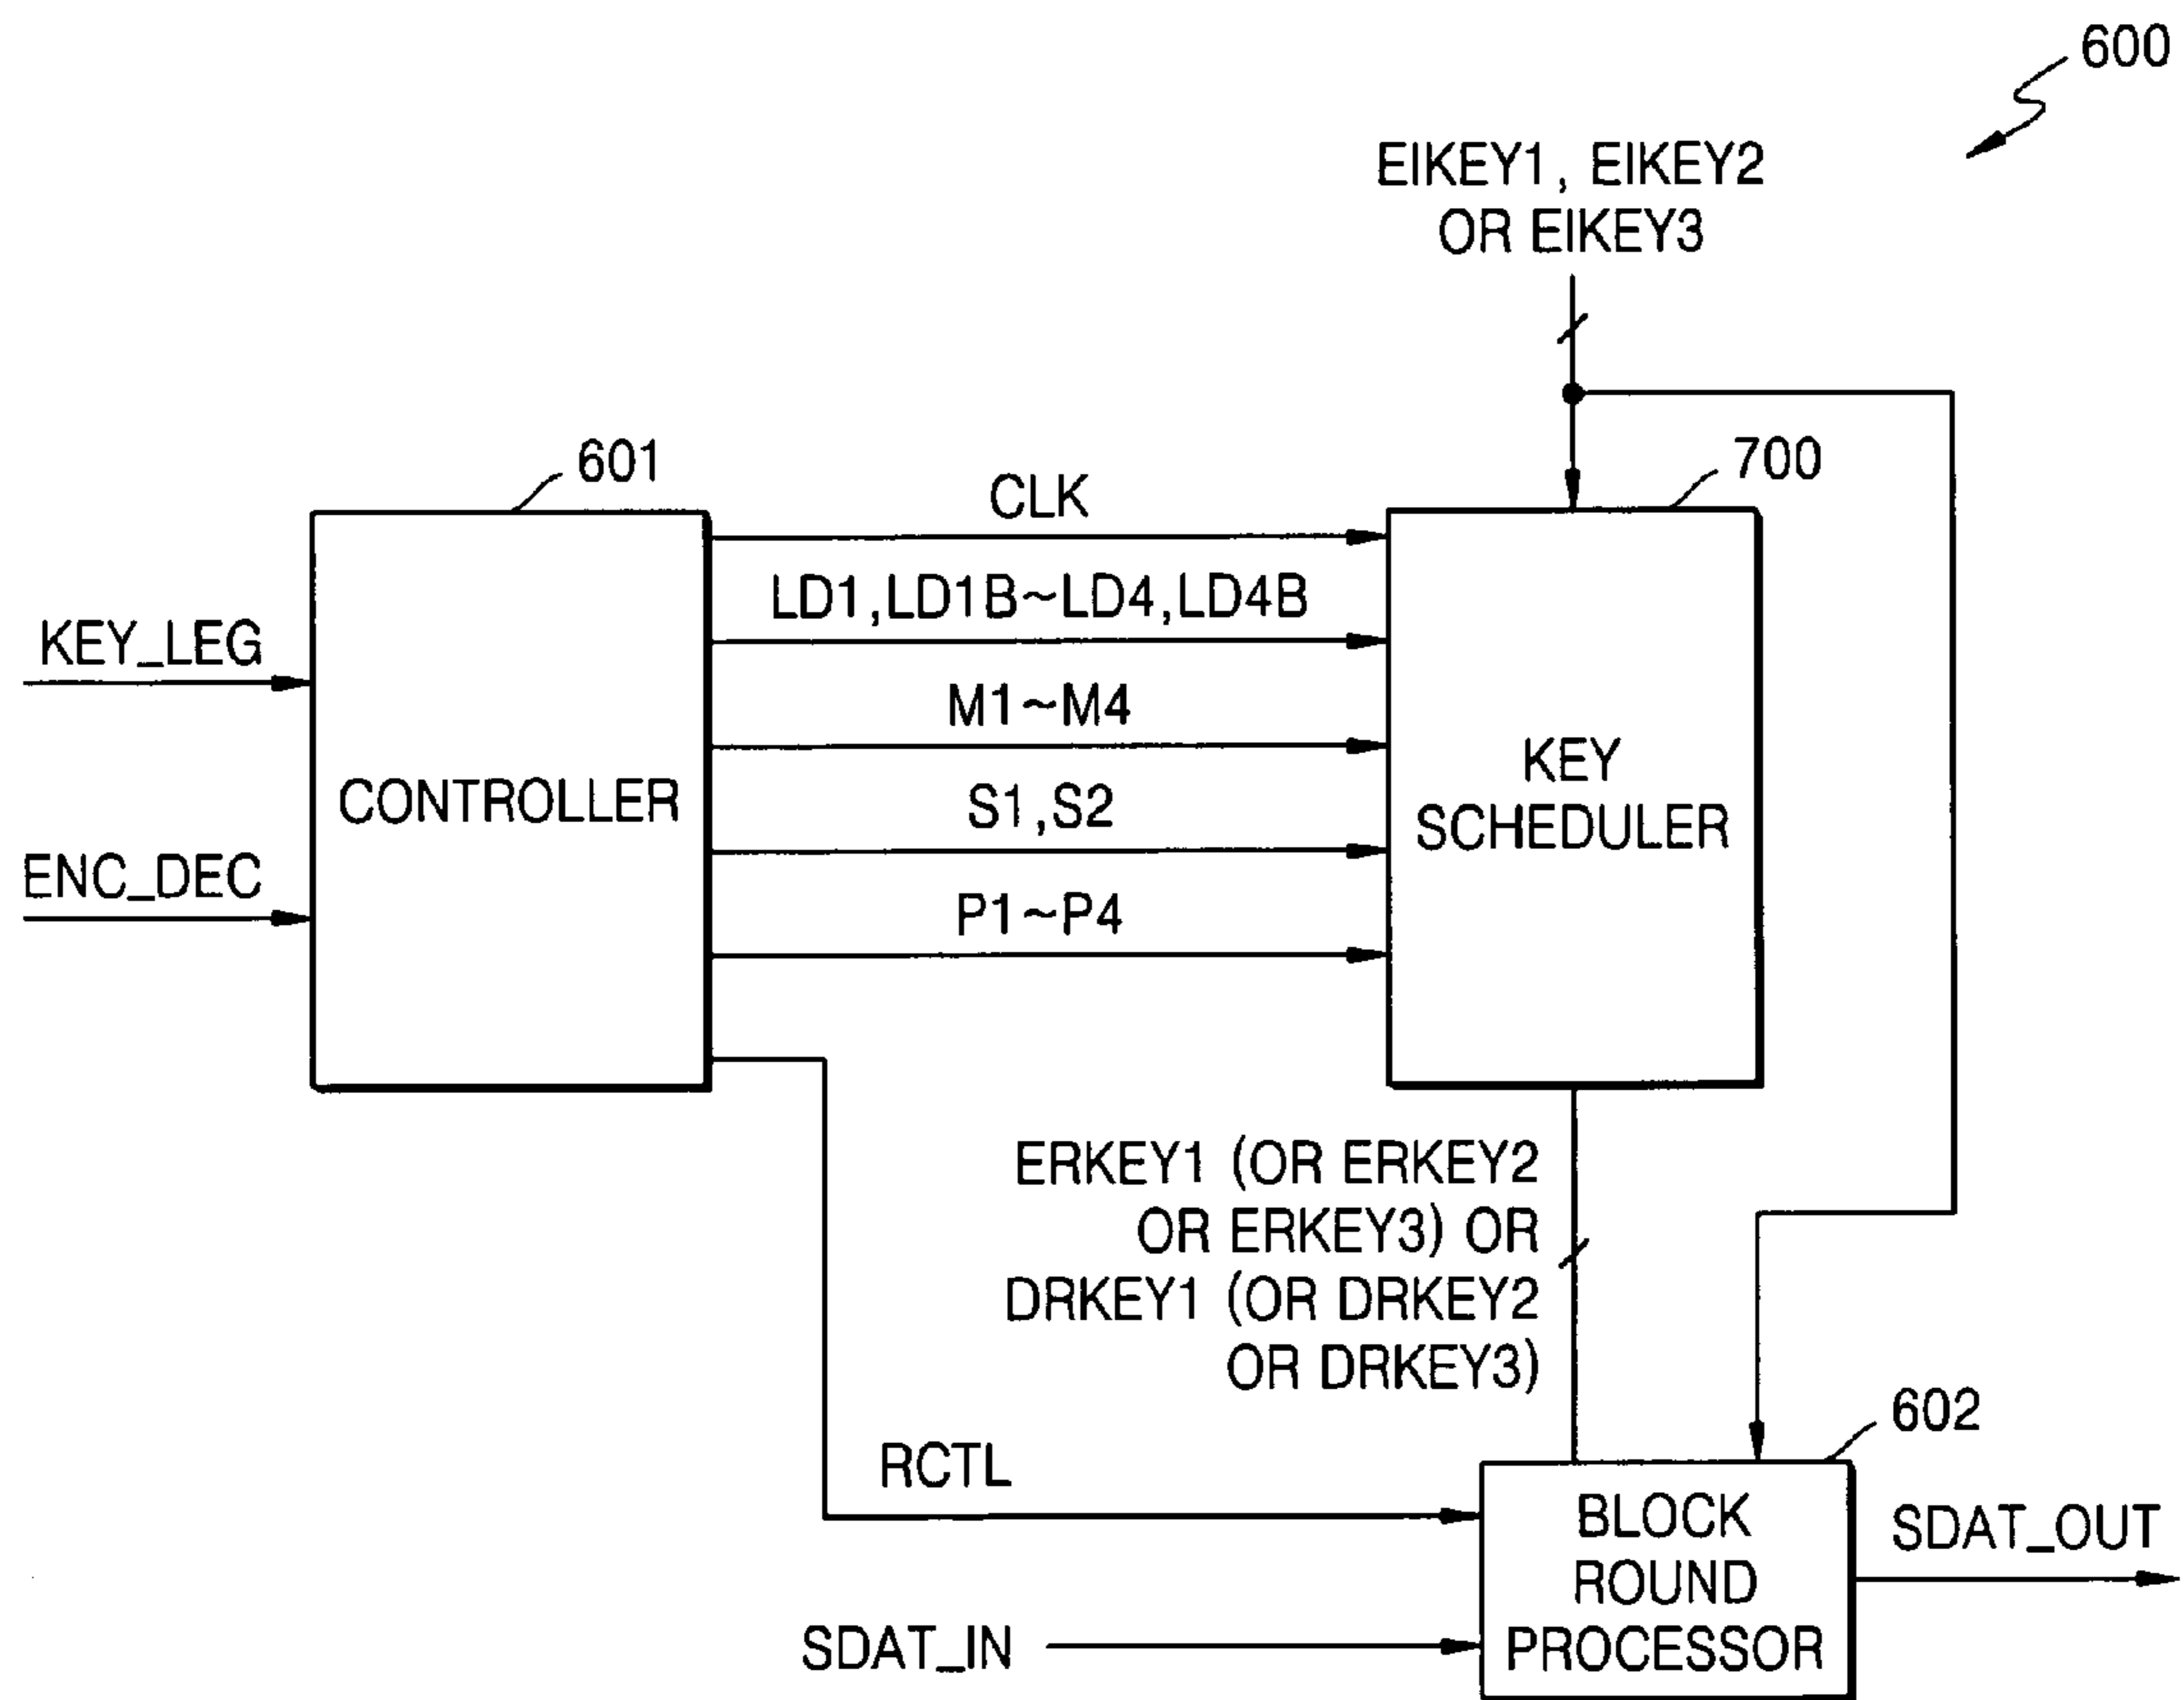 600
EIKEY1, EIKEY2
OR EIKEY3
601
700
CLK
LD1,LD1B~LD4,LD4B
KEY_LEG
M1~M4
CONTROLLER
KEY
SCHEDULER
S1,S2
ENC_DEC
P1~P4
ERKEY1 (OR ERKEY2
OR ERKEY3) OR
DRKEY1 (OR DRKEY2
OR DRKEY3)
602
RCTL
BLOCK
ROUND
PROCESSOR
SDAT_OUT
SDAT_IN